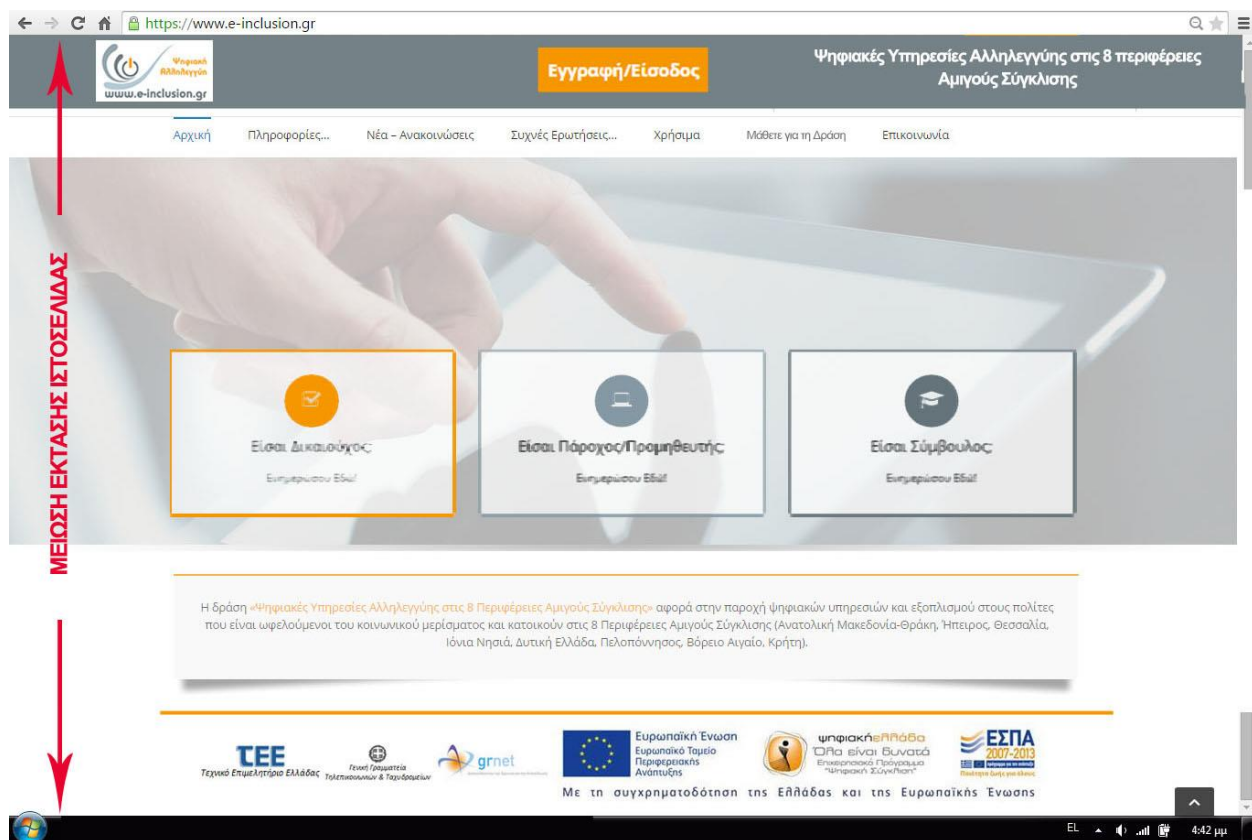 https://www.e-inclusion.gr
Ψηφιακή
Αλληλεγγύη
www.e-inclusion.gr
Εγγραφή/Είσοδος
Ψηφιακές Υπηρεσίες Αλληλεγγύης στις 8 περιφέρειες
Αμιγούς Σύγκλισης
Αρχική Πληροφορίες... Νέα – Ανακοινώσεις Συχνές Ερωτήσεις... Χρήσιμα Μάθετε για τη Δράση Επικοινωνία
ΜΕΙΩΣΗ ΕΚΤΑΣΗΣ ΙΣΤΟΣΕΛΙΔΑΣ
Είσαι Δικαιούχος;
Ενημερώσου Εδώ!
Είσαι Πάροχος/Προμηθευτής;
Ενημερώσου Εδώ!
Είσαι Σύμβουλος;
Ενημερώσου Εδώ!
Η δράση «Ψηφιακές Υπηρεσίες Αλληλεγγύης στις 8 Περιφέρειες Αμιγούς Σύγκλισης» αφορά στην παροχή ψηφιακών υπηρεσιών και εξοπλισμού στους πολίτες
που είναι ωφελούμενοι του κοινωνικού μερίσματος και κατοικούν στις 8 Περιφέρειες Αμιγούς Σύγκλισης (Ανατολική Μακεδονία-Θράκη, Ήπειρος, Θεσσαλία,
Ιόνια Νησιά, Δυτική Ελλάδα, Πελοπόννησος, Βόρειο Αιγαίο, Κρήτη).
ΤΕΕ
Τεχνικό Επιμελητήριο Ελλάδας
Γενική Γραμματεία
Τηλεπικοινωνιών & Ταχυδρομείων
grnet
Ευρωπαϊκή Ένωση
Ευρωπαϊκό Ταμείο
Περιφερειακής
Ανάπτυξης
ψηφιακήελλάδα
Όλα είναι δυνατά
Επιχειρησιακό Πρόγραμμα
"Ψηφιακή Σύγκλιση"
ΕΣΠΑ
2007-2013
Με τη συγχρηματοδότηση της Ελλάδας και της Ευρωπαϊκής Ένωσης
EL 4:42 μμ